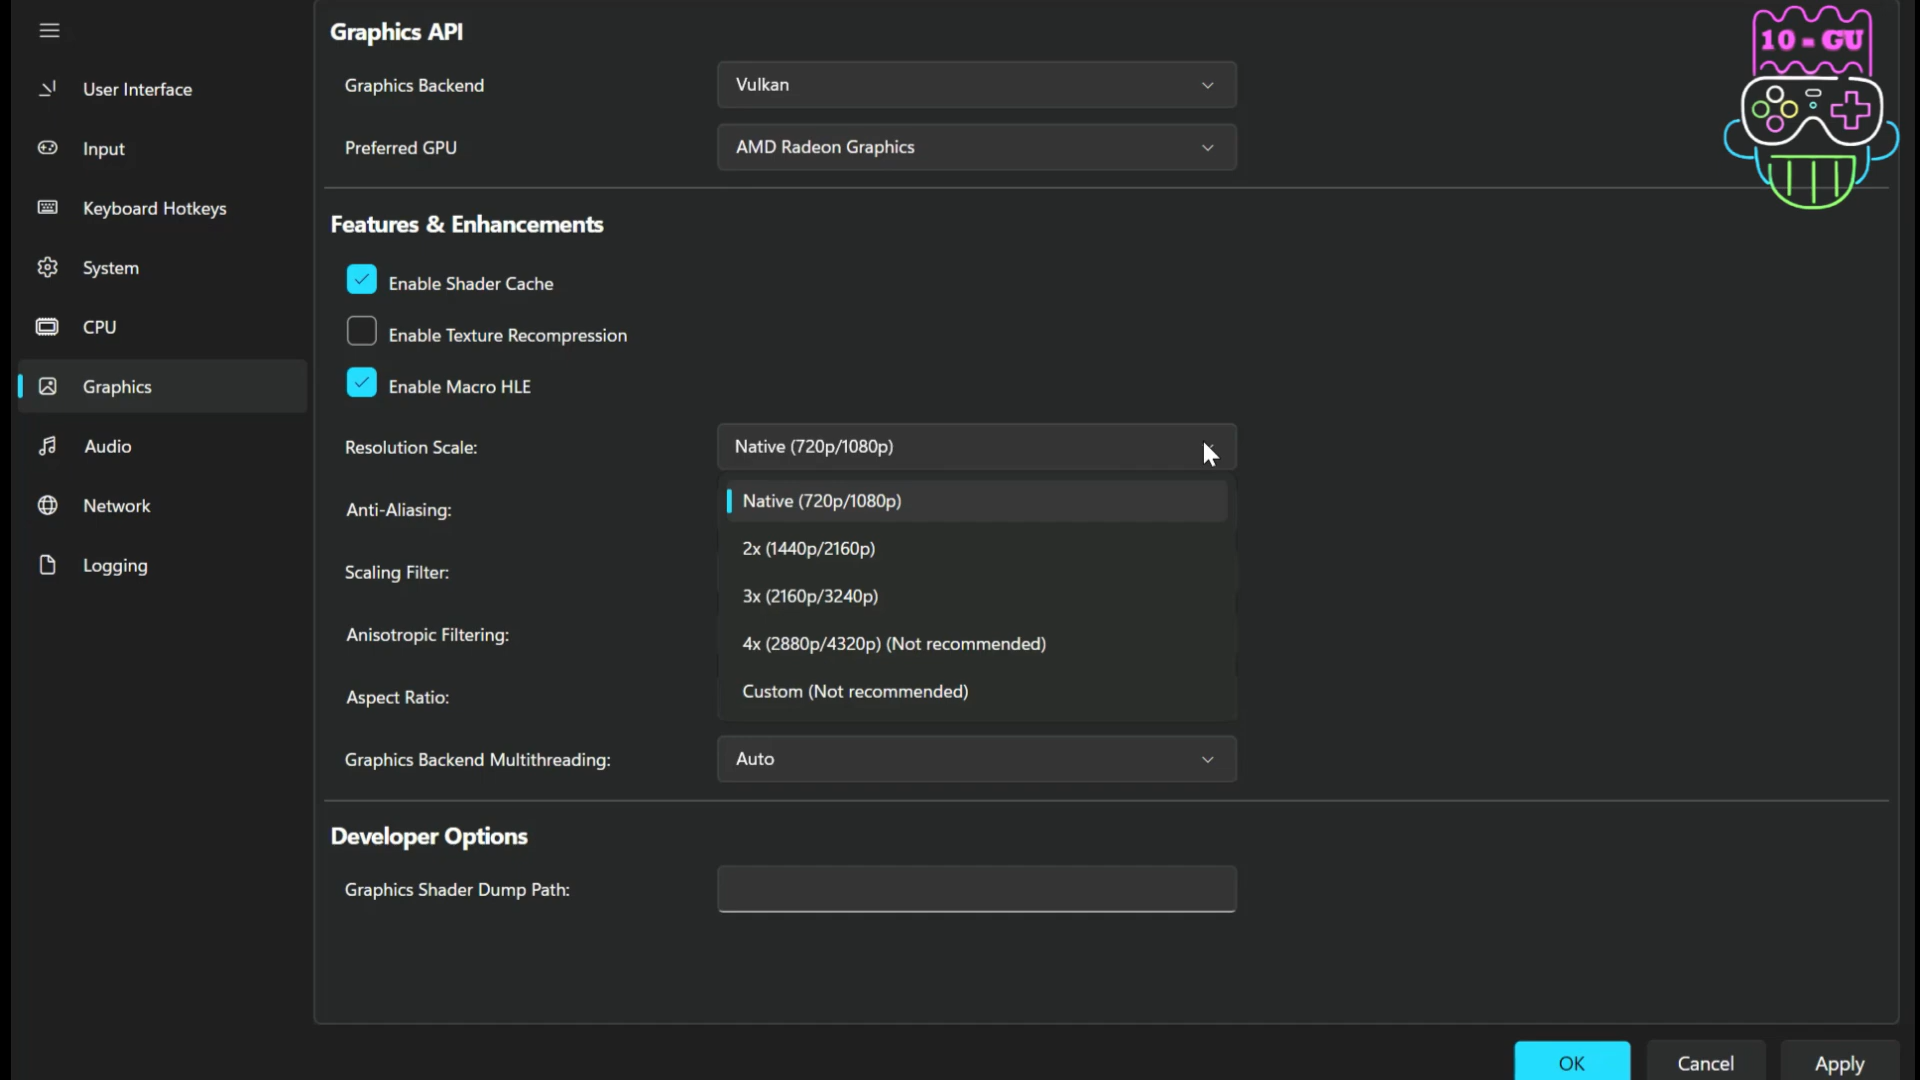 10 - GU
User Interface
Input
Keyboard Hotkeys
System
CPU
Graphics
Audio
Network
Logging
Graphics API
Graphics Backend
Vulkan
Preferred GPU
AMD Radeon Graphics
Features & Enhancements
Enable Shader Cache
Enable Texture Recompression
Enable Macro HLE
Resolution Scale:
Native (720p/1080p)
Native (720p/1080p)
2x (1440p/2160p)
3x (2160p/3240p)
4x (2880p/4320p) (Not recommended)
Custom (Not recommended)
Anti-Aliasing:
Scaling Filter:
Anisotropic Filtering:
Aspect Ratio:
Graphics Backend Multithreading:
Auto
Developer Options
Graphics Shader Dump Path:
OK
Cancel
Apply